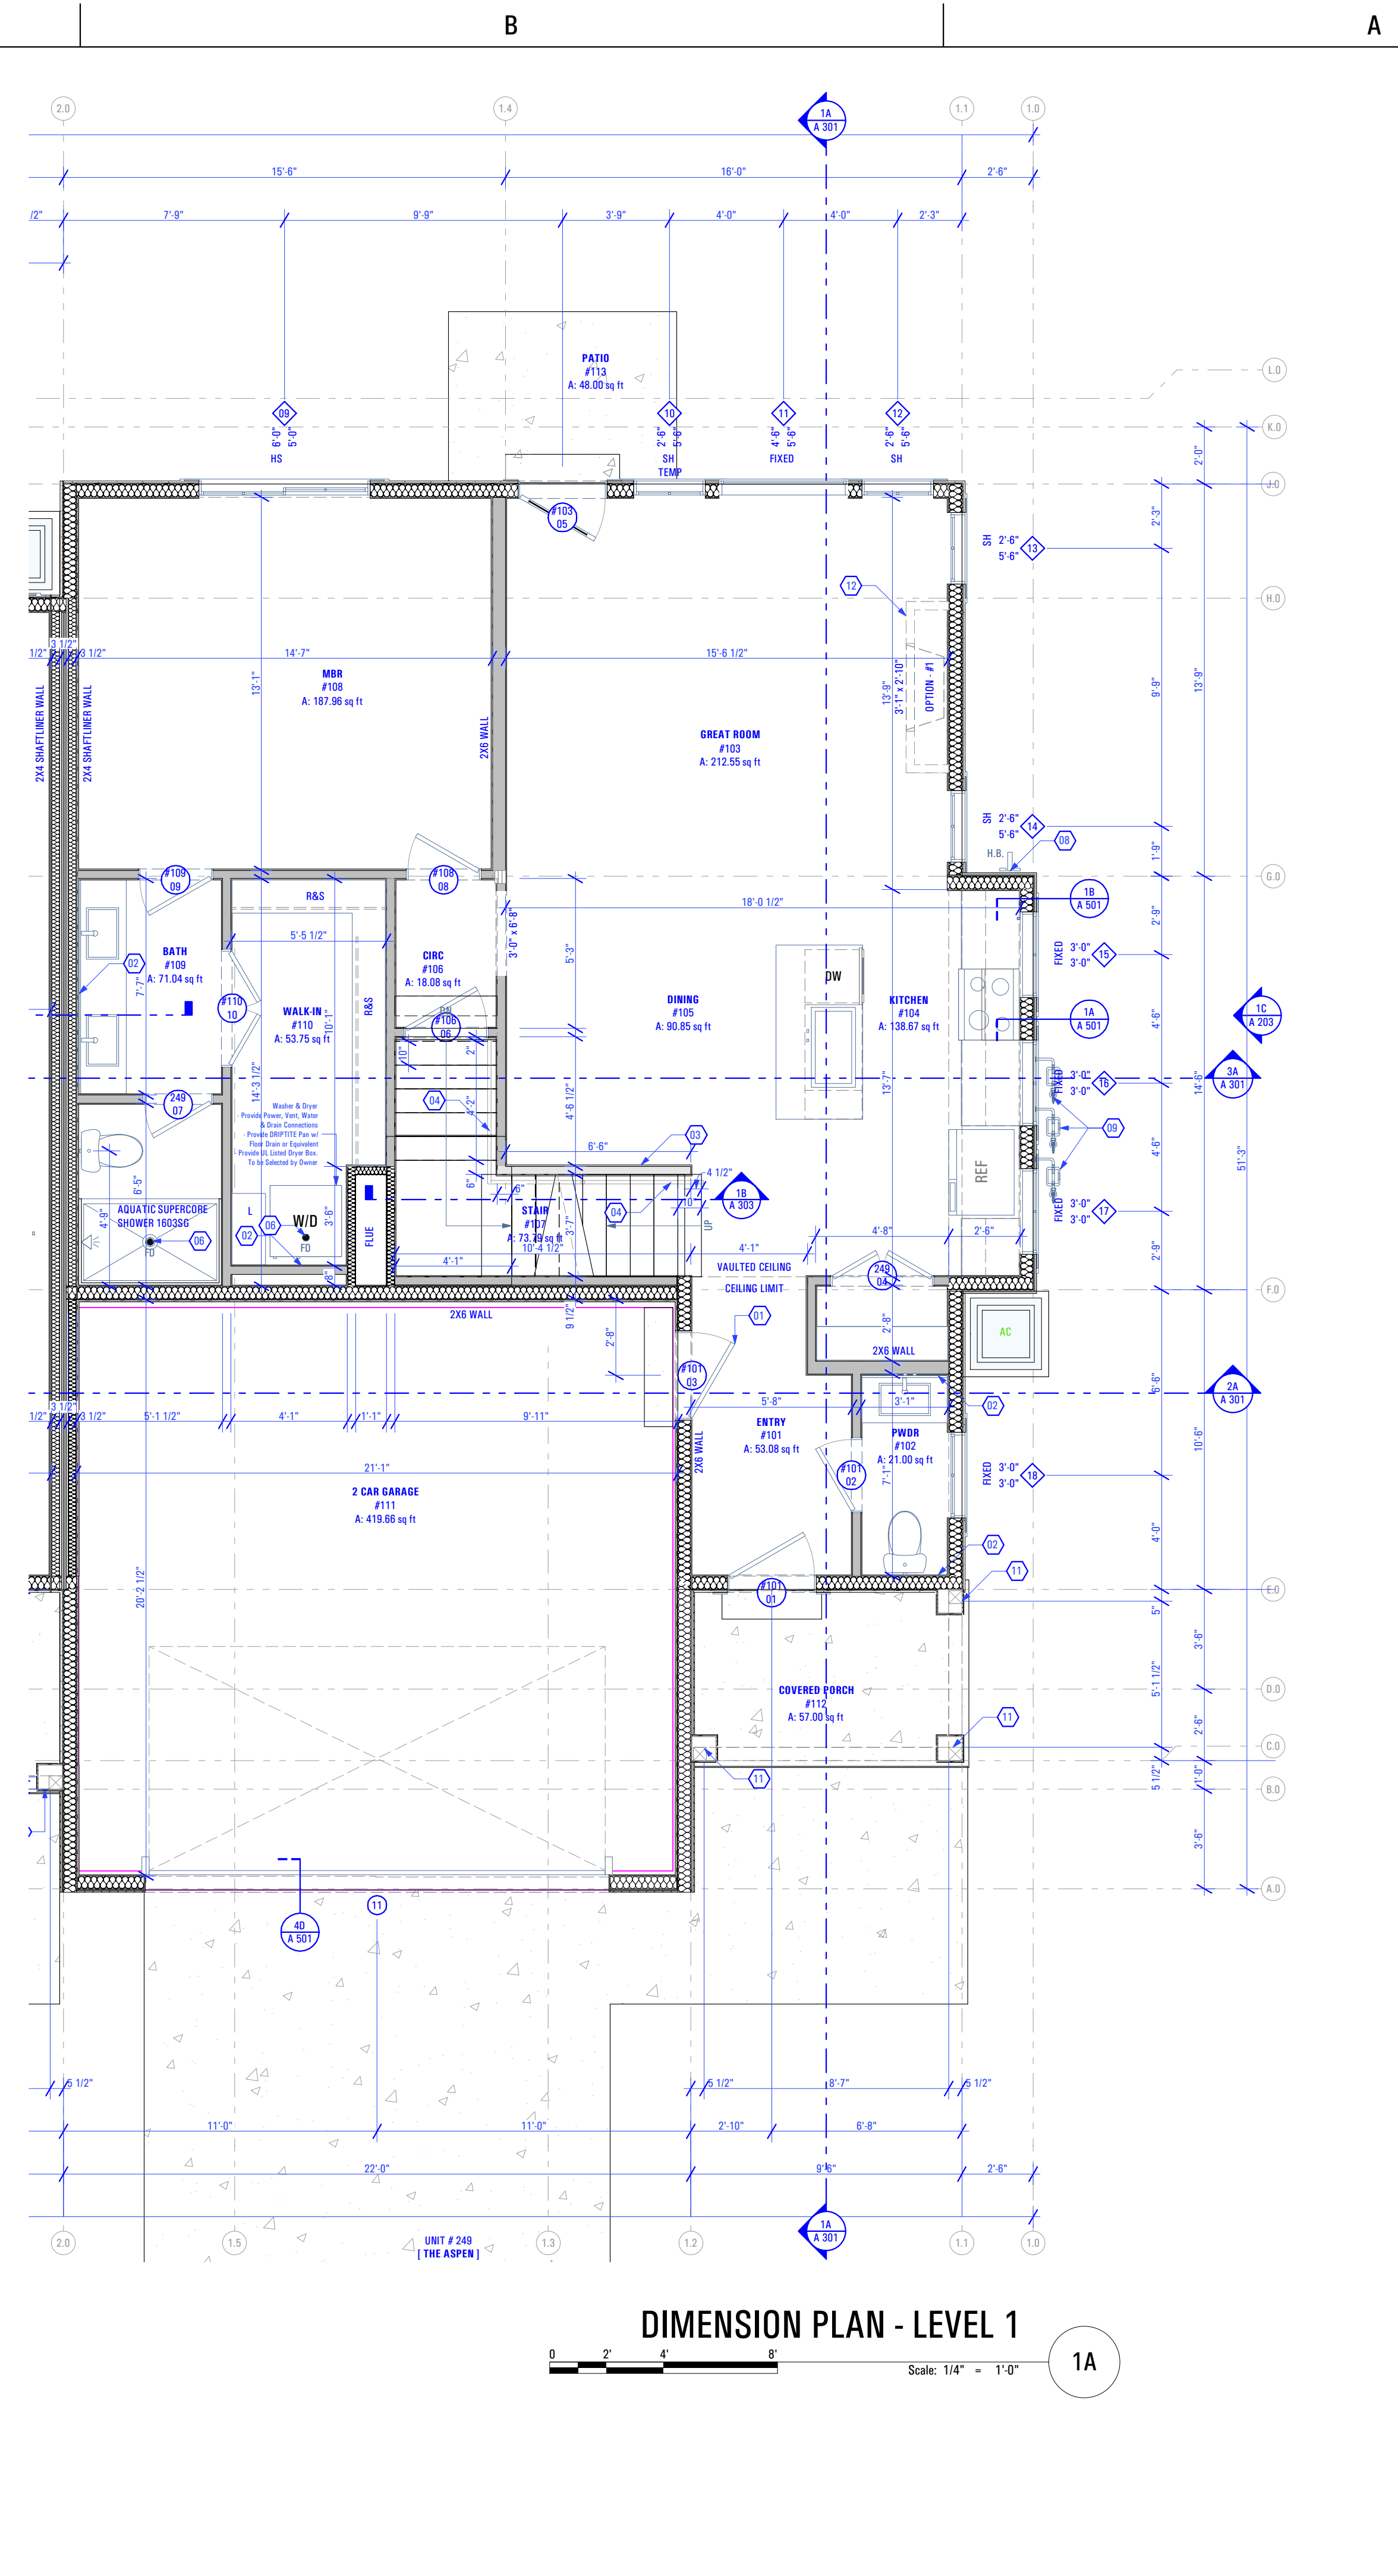 B
A
2.0
1.4
1A
A 301
1.1
1.0
15'-6"
16'-0"
2'-6"
/2"
7'-9"
9'-9"
3'-9"
4'-0"
4'-0"
2'-3"
PATIO
#113
A: 48.00 sq ft
L.0
K.0
J.0
H.0
G.0
F.0
E.0
D.0
C.0
B.0
A.0
09
6'-0"
5'-0"
HS
10
2'-6"
5'-6"
SH
TEMP
11
4'-6"
5'-6"
FIXED
12
2'-6"
5'-6"
SH
2'-0"
#103
05
2'-3"
SH
2'-6"
5'-6"
13
12
1/2"
3 1/2"
3 1/2"
14'-7"
15'-6 1/2"
MBR
#108
A: 187.96 sq ft
13'-1"
2X4 SHAFTLINER WALL
2X4 SHAFTLINER WALL
2X6 WALL
GREAT ROOM
#103
A: 212.55 sq ft
13'-9"
3'-1" x 2'-10"
OPTION - #1
9'-9"
13'-9"
SH
2'-6"
5'-6"
14
08
H.B.
1'-9"
#109
09
#108
08
R&S
18'-0 1/2"
1B
A 501
3'-0" x 6'-8"
5'-5 1/2"
BATH
#109
A: 71.04 sq ft
02
7'-7"
CIRC
#106
A: 18.08 sq ft
5'-3"
2'-9"
FIXED
3'-0"
3'-0"
15
DW
#110
10
WALK-IN
#110
A: 53.75 sq ft
10'-1"
R&S
DN
#106
06
DINING
#105
A: 90.85 sq ft
KITCHEN
#104
A: 138.67 sq ft
1A
A 501
4'-6"
1C
A 203
10"
2"
14'-3 1/2"
13'-7"
FIXED
3'-0"
3'-0"
16
14'-6"
3A
A 301
249
07
Washer & Dryer
- Provide Power, Vent, Water
& Drain Connections
- Provide DRIPTITE Pan w/
Floor Drain or Equivalent
- Provide UL Listed Dryer Box.
To be Selected by Owner
04
4'-2"
4'-6 1/2"
09
4'-6"
51'-3"
6'-6"
03
REF
6'-5"
4'-9"
AQUATIC SUPERCORE
SHOWER 1603SG
FD
06
L
02
06
W/D
FD
3'-6"
8"
FLUE
6"
6"
STAIR
#107
A: 73.79 sq ft
04
3'-7"
10'-4 1/2"
4'-1"
4 1/2"
10"
UP
1B
A 303
4'-1"
4'-8"
2'-6"
FIXED
3'-0"
3'-0"
17
2'-9"
VAULTED CEILING
CEILING LIMIT
249
04
2X6 WALL
9 1/2"
2'-8"
01
2'-8"
2X6 WALL
AC
#101
03
6'-6"
2A
A 301
1/2"
3 1/2"
3 1/2"
5'-1 1/2"
4'-1"
1'-1"
9'-11"
5'-8"
3'-1"
02
ENTRY
#101
A: 53.08 sq ft
PWDR
#102
A: 21.00 sq ft
2X6 WALL
10'-6"
21'-1"
#101
02
7'-1"
FIXED
3'-0"
3'-0"
18
2 CAR GARAGE
#111
A: 419.66 sq ft
4'-0"
02
11
20'-2 1/2"
#101
01
5"
3'-6"
COVERED PORCH
#112
A: 57.00 sq ft
5'-1 1/2"
11
2'-6"
11
5 1/2"
1'-0"
3'-6"
11
4D
A 501
5 1/2"
5 1/2"
8'-7"
5 1/2"
11'-0"
11'-0"
2'-10"
6'-8"
22'-0"
9'-6"
2'-6"
2.0
1.5
UNIT # 249
[ THE ASPEN ]
1.3
1.2
1A
A 301
1.1
1.0
DIMENSION PLAN - LEVEL 1
0
2'
4'
8'
Scale: 1/4" = 1'-0"
1A